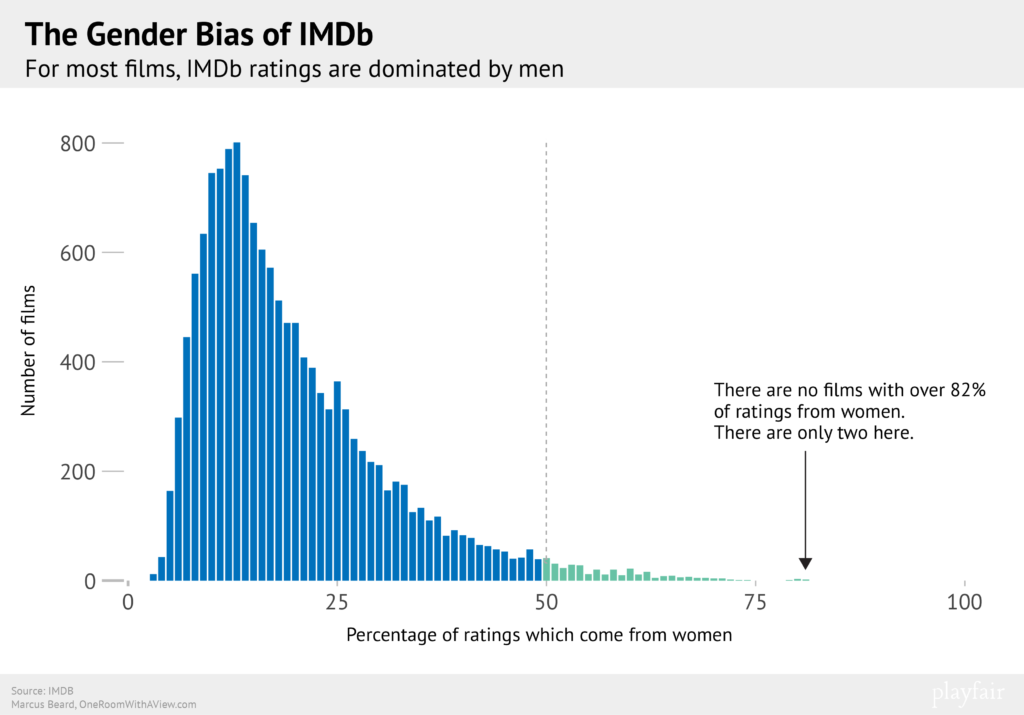 The Gender Bias of IMDb
For most films, IMDb ratings are dominated by men
800
600
400
200
0
Number of films
There are no films with over 82%
of ratings from women.
There are only two here.
0
25
50
75
100
Percentage of ratings which come from women
Source: IMDB
Marcus Beard, OneRoomWithAView.com
playfair